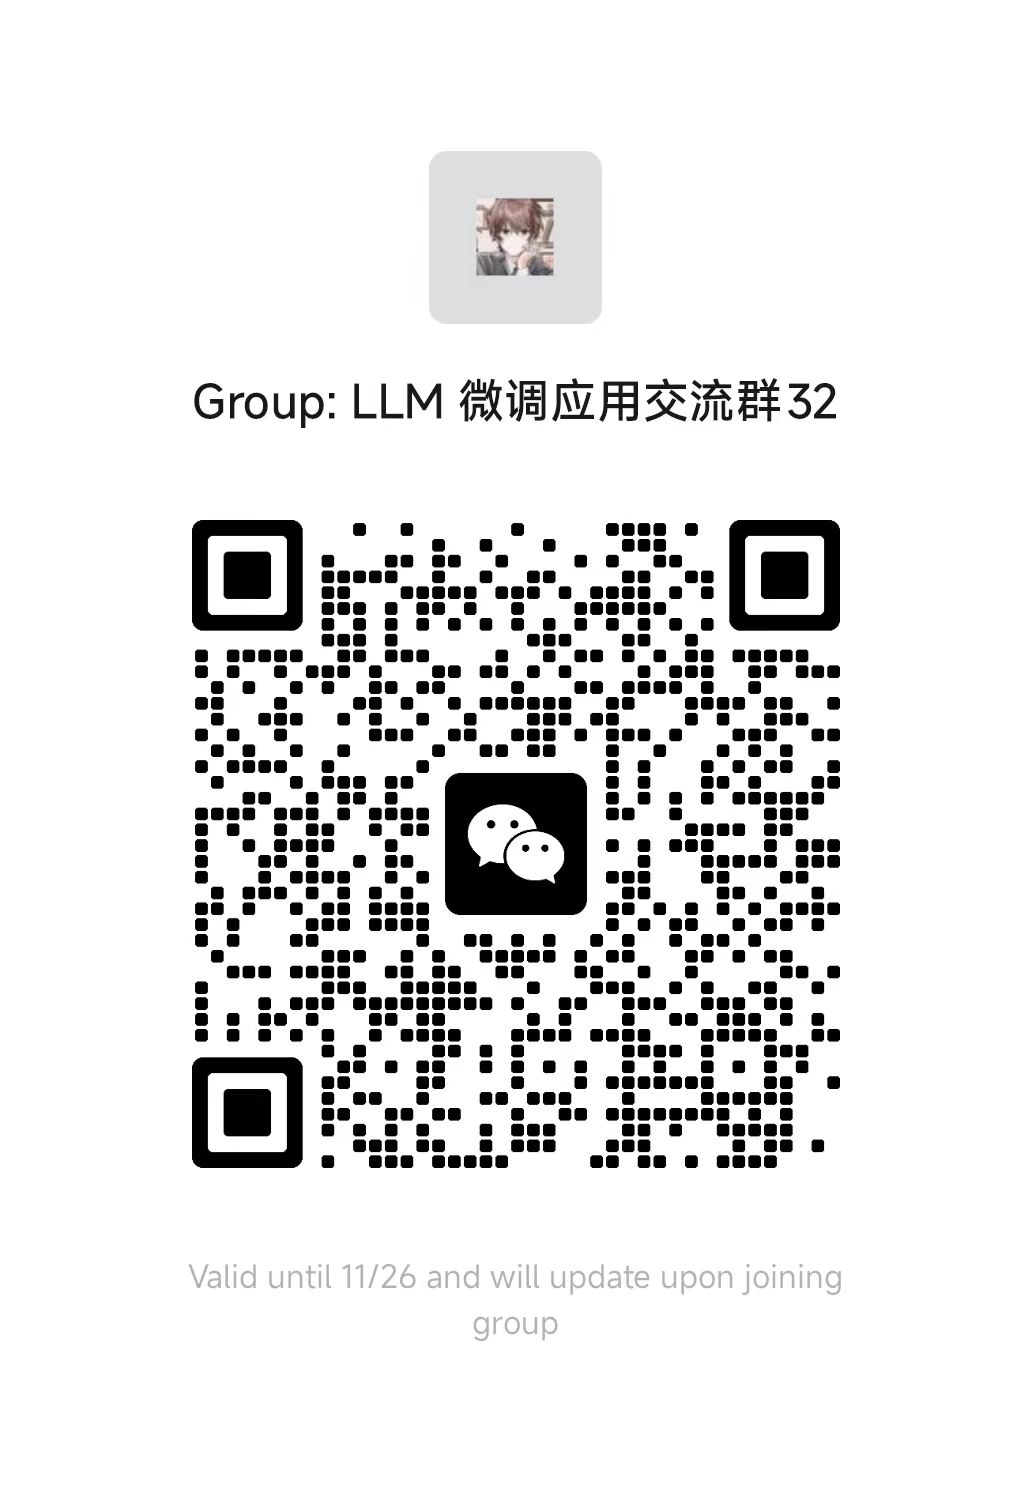 Group: LLM 微调应用交流群32
Valid until 11/26 and will update upon joining
group